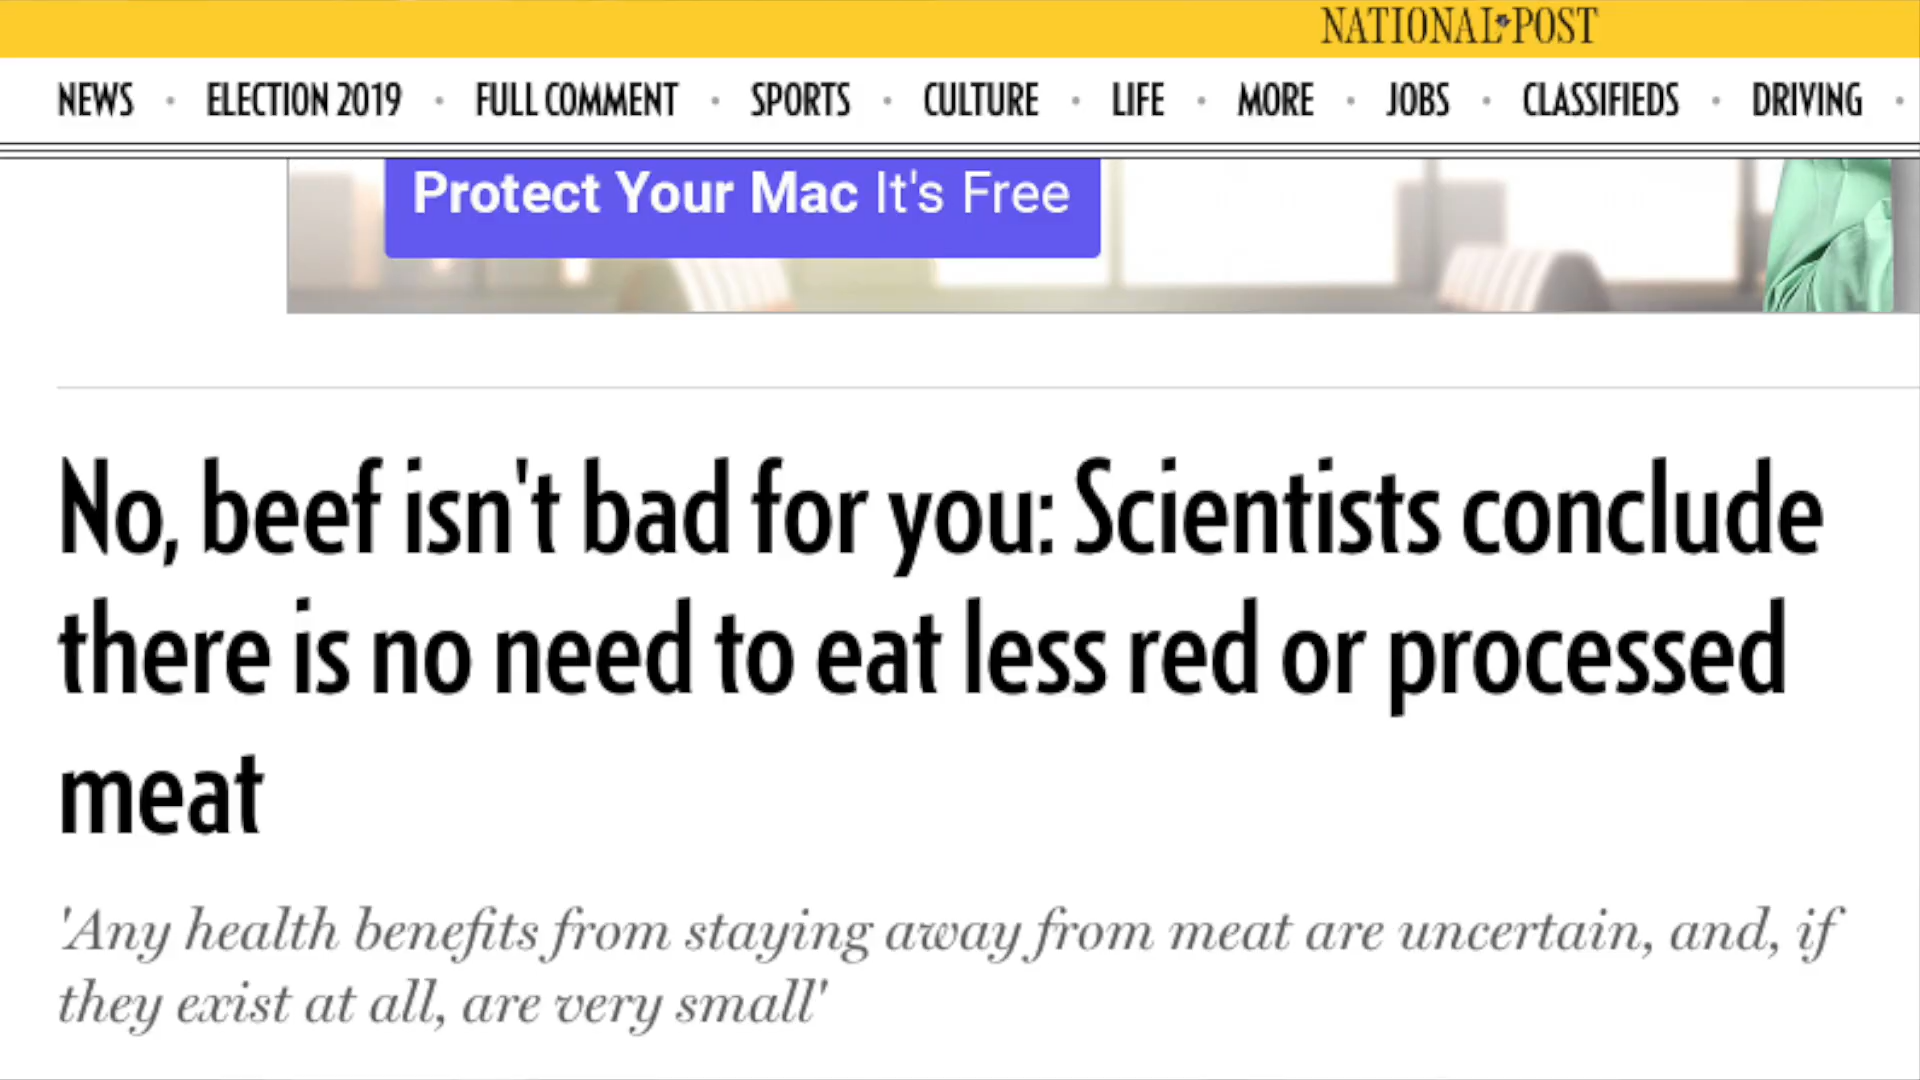 NATIONAL POST
NEWS • ELECTION 2019 • FULL COMMENT • SPORTS • CULTURE • LIFE • MORE • JOBS • CLASSIFIEDS • DRIVING •
Protect Your Mac It's Free
No, beef isn't bad for you: Scientists conclude
there is no need to eat less red or processed
meat
'Any health benefits from staying away from meat are uncertain, and, if
they exist at all, are very small'